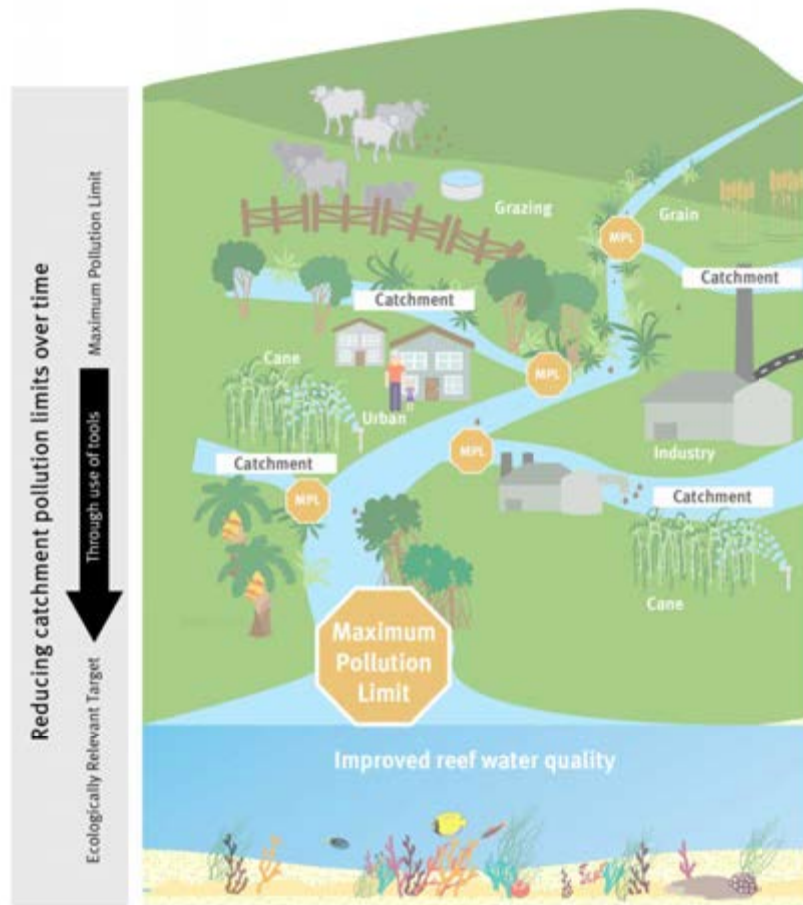 Reducing catchment pollution limits over time
Maximum Pollution Limit
Through use of tools
Ecologically Relevant Target
Grazing
Grain
MPL
Catchment
Catchment
MPL
Cane
Urban
MPL
Industry
Catchment
MPL
Catchment
Cane
Maximum
Pollution
Limit
Improved reef water quality